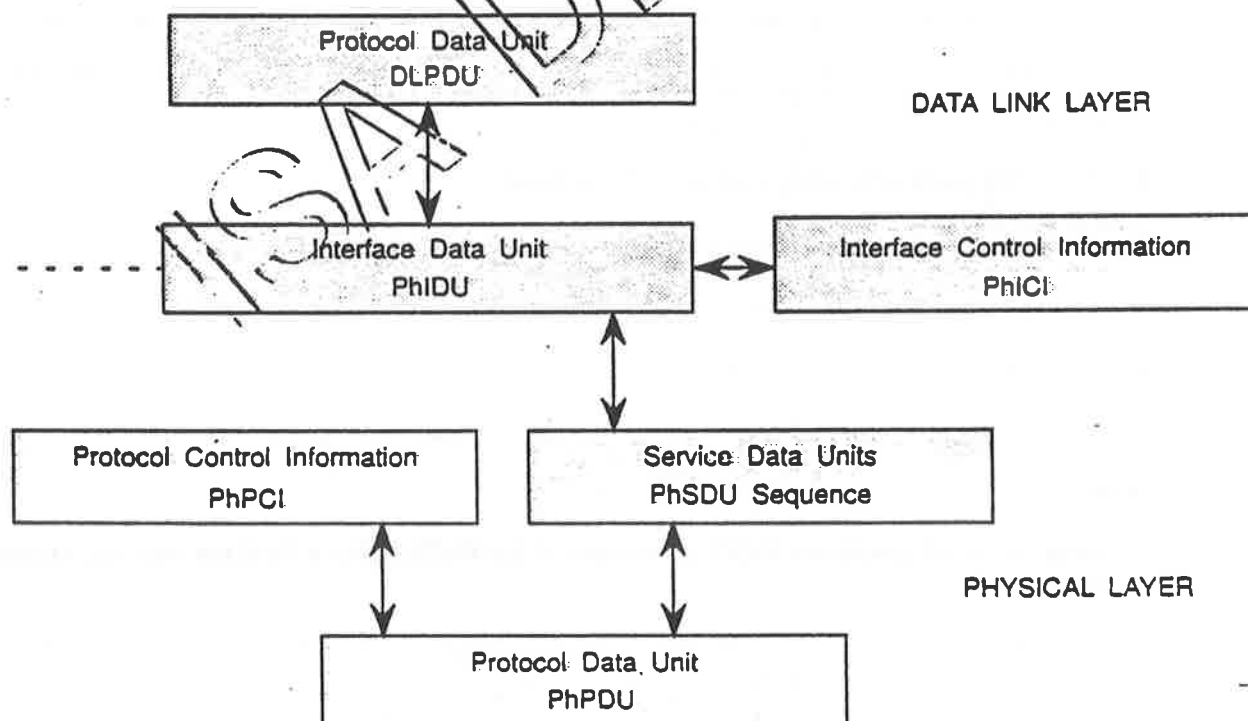 Protocol Data Unit
DLPDU
DATA LINK LAYER
ISA
Interface Data Unit
PhIDU
Interface Control Information
PhICI
Protocol Control Information
PhPCI
Service Data Units
PhSDU Sequence
PHYSICAL LAYER
Protocol Data Unit
PhPDU